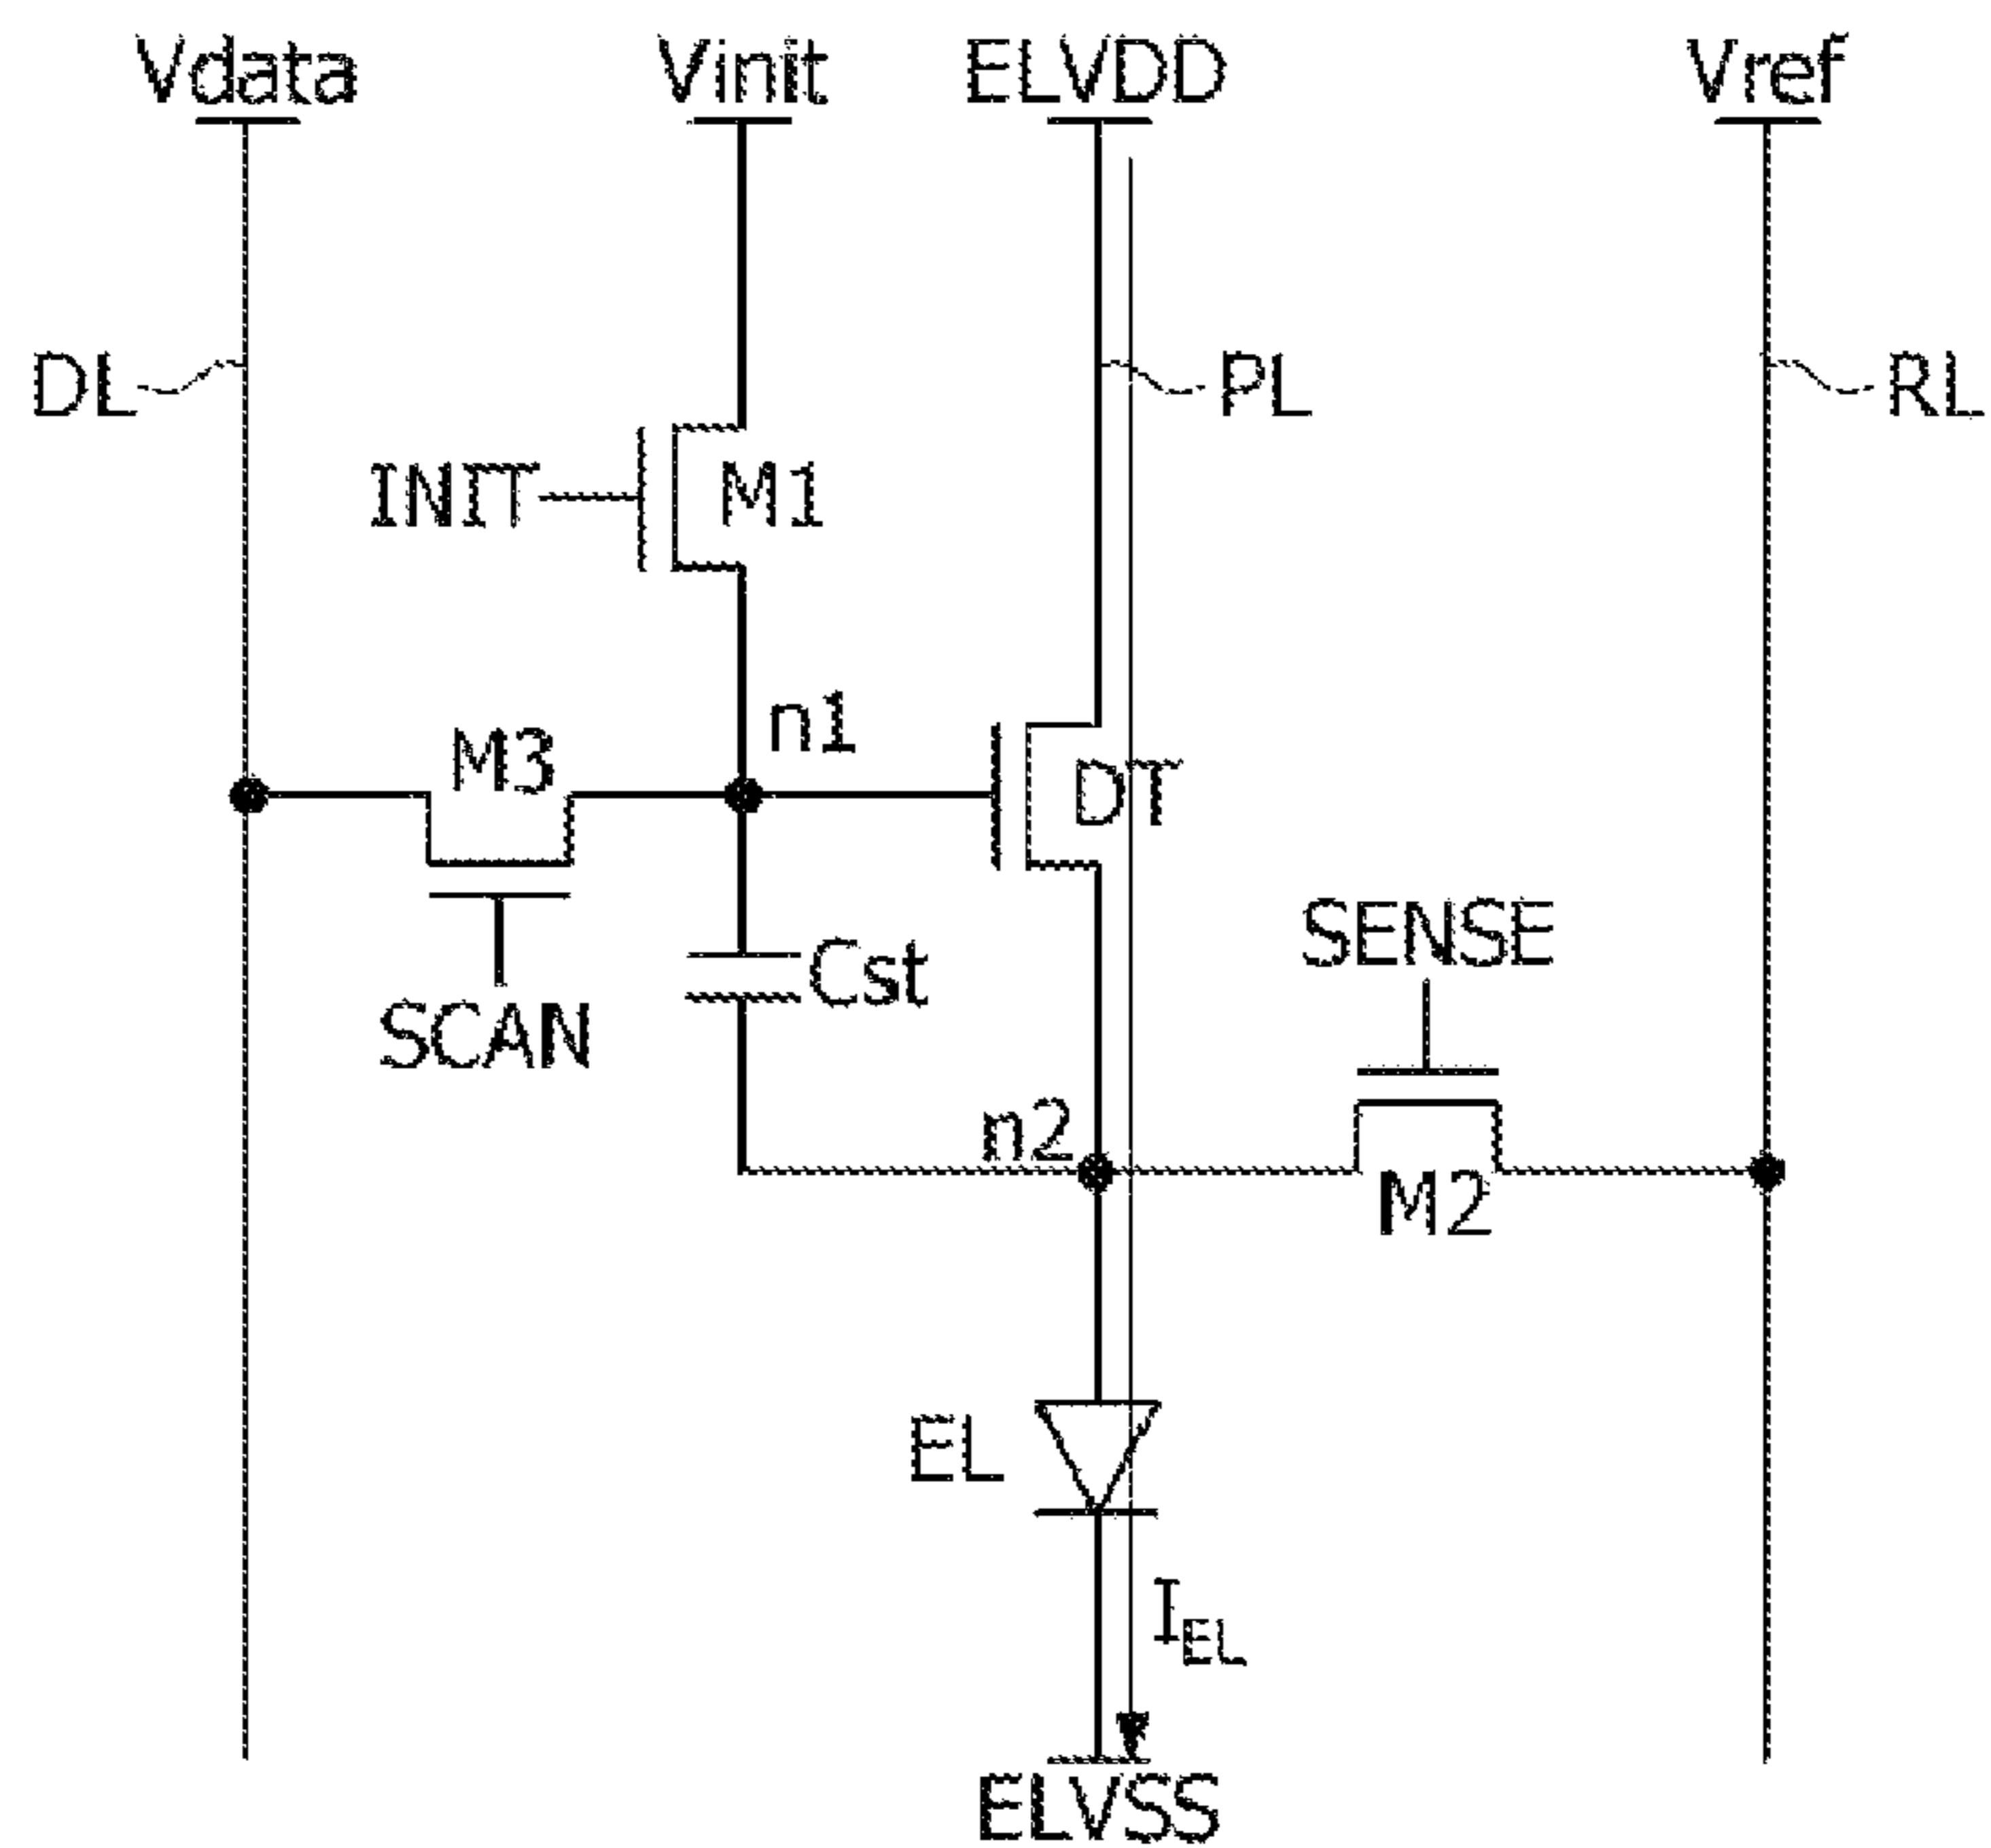 Vdata
Vinit
ELVDD
Vref
DL
PL
RL
INIT
M1
n1
M3
DT
SENSE
Cst
SCAN
n2
M2
EL
IEL
ELVSS